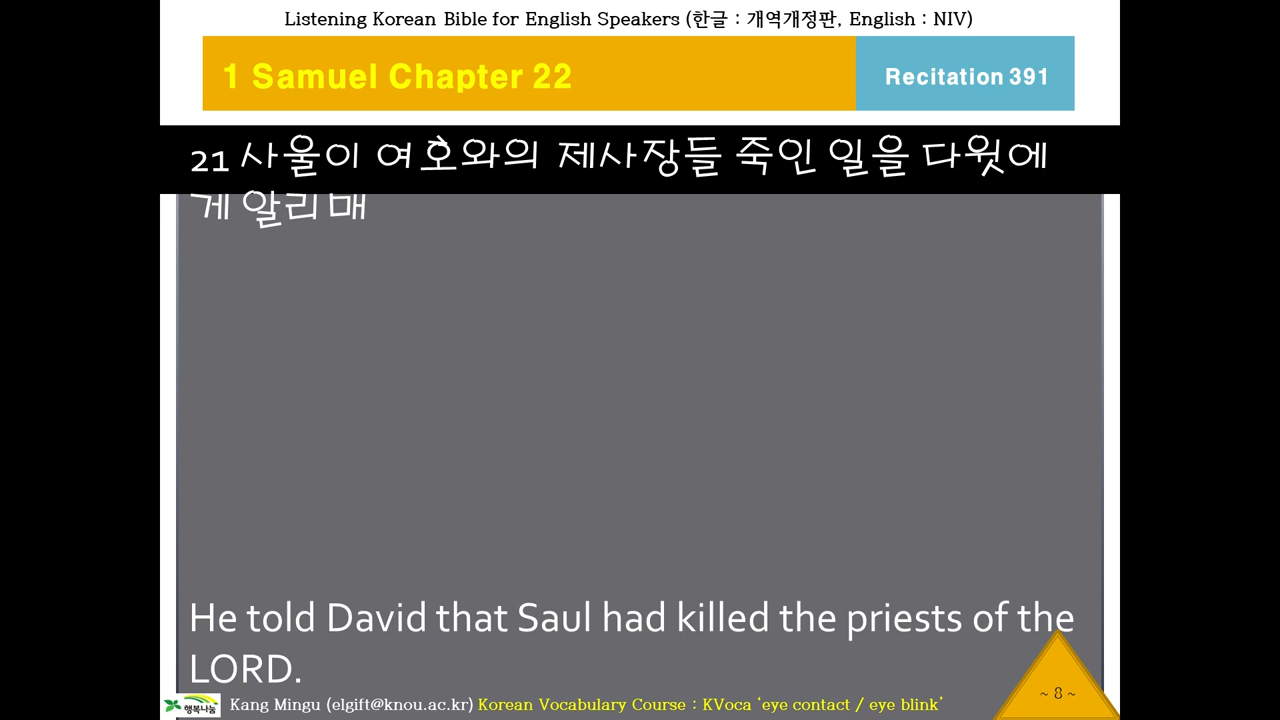 Listening Korean Bible for English Speakers (한글 : 개역개정판, English : NIV)
1 Samuel Chapter 22
Recitation 391
21 사울이 여호와의 제사장들 죽인 일을 다윗에
게 알리매
He told David that Saul had killed the priests of the
LORD.
~ 8 ~
행복나눔
Kang Mingu (elgift@knou.ac.kr) Korean Vocabulary Course : KVoca ‘eye contact / eye blink’